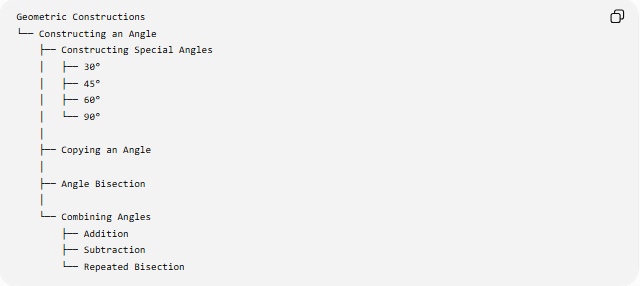 Geometric Constructions
└── Constructing an Angle
    ├── Constructing Special Angles
    │   ├── 30°
    │   ├── 45°
    │   ├── 60°
    │   └── 90°
    │
    ├── Copying an Angle
    │
    ├── Angle Bisection
    │
    └── Combining Angles
        ├── Addition
        ├── Subtraction
        └── Repeated Bisection